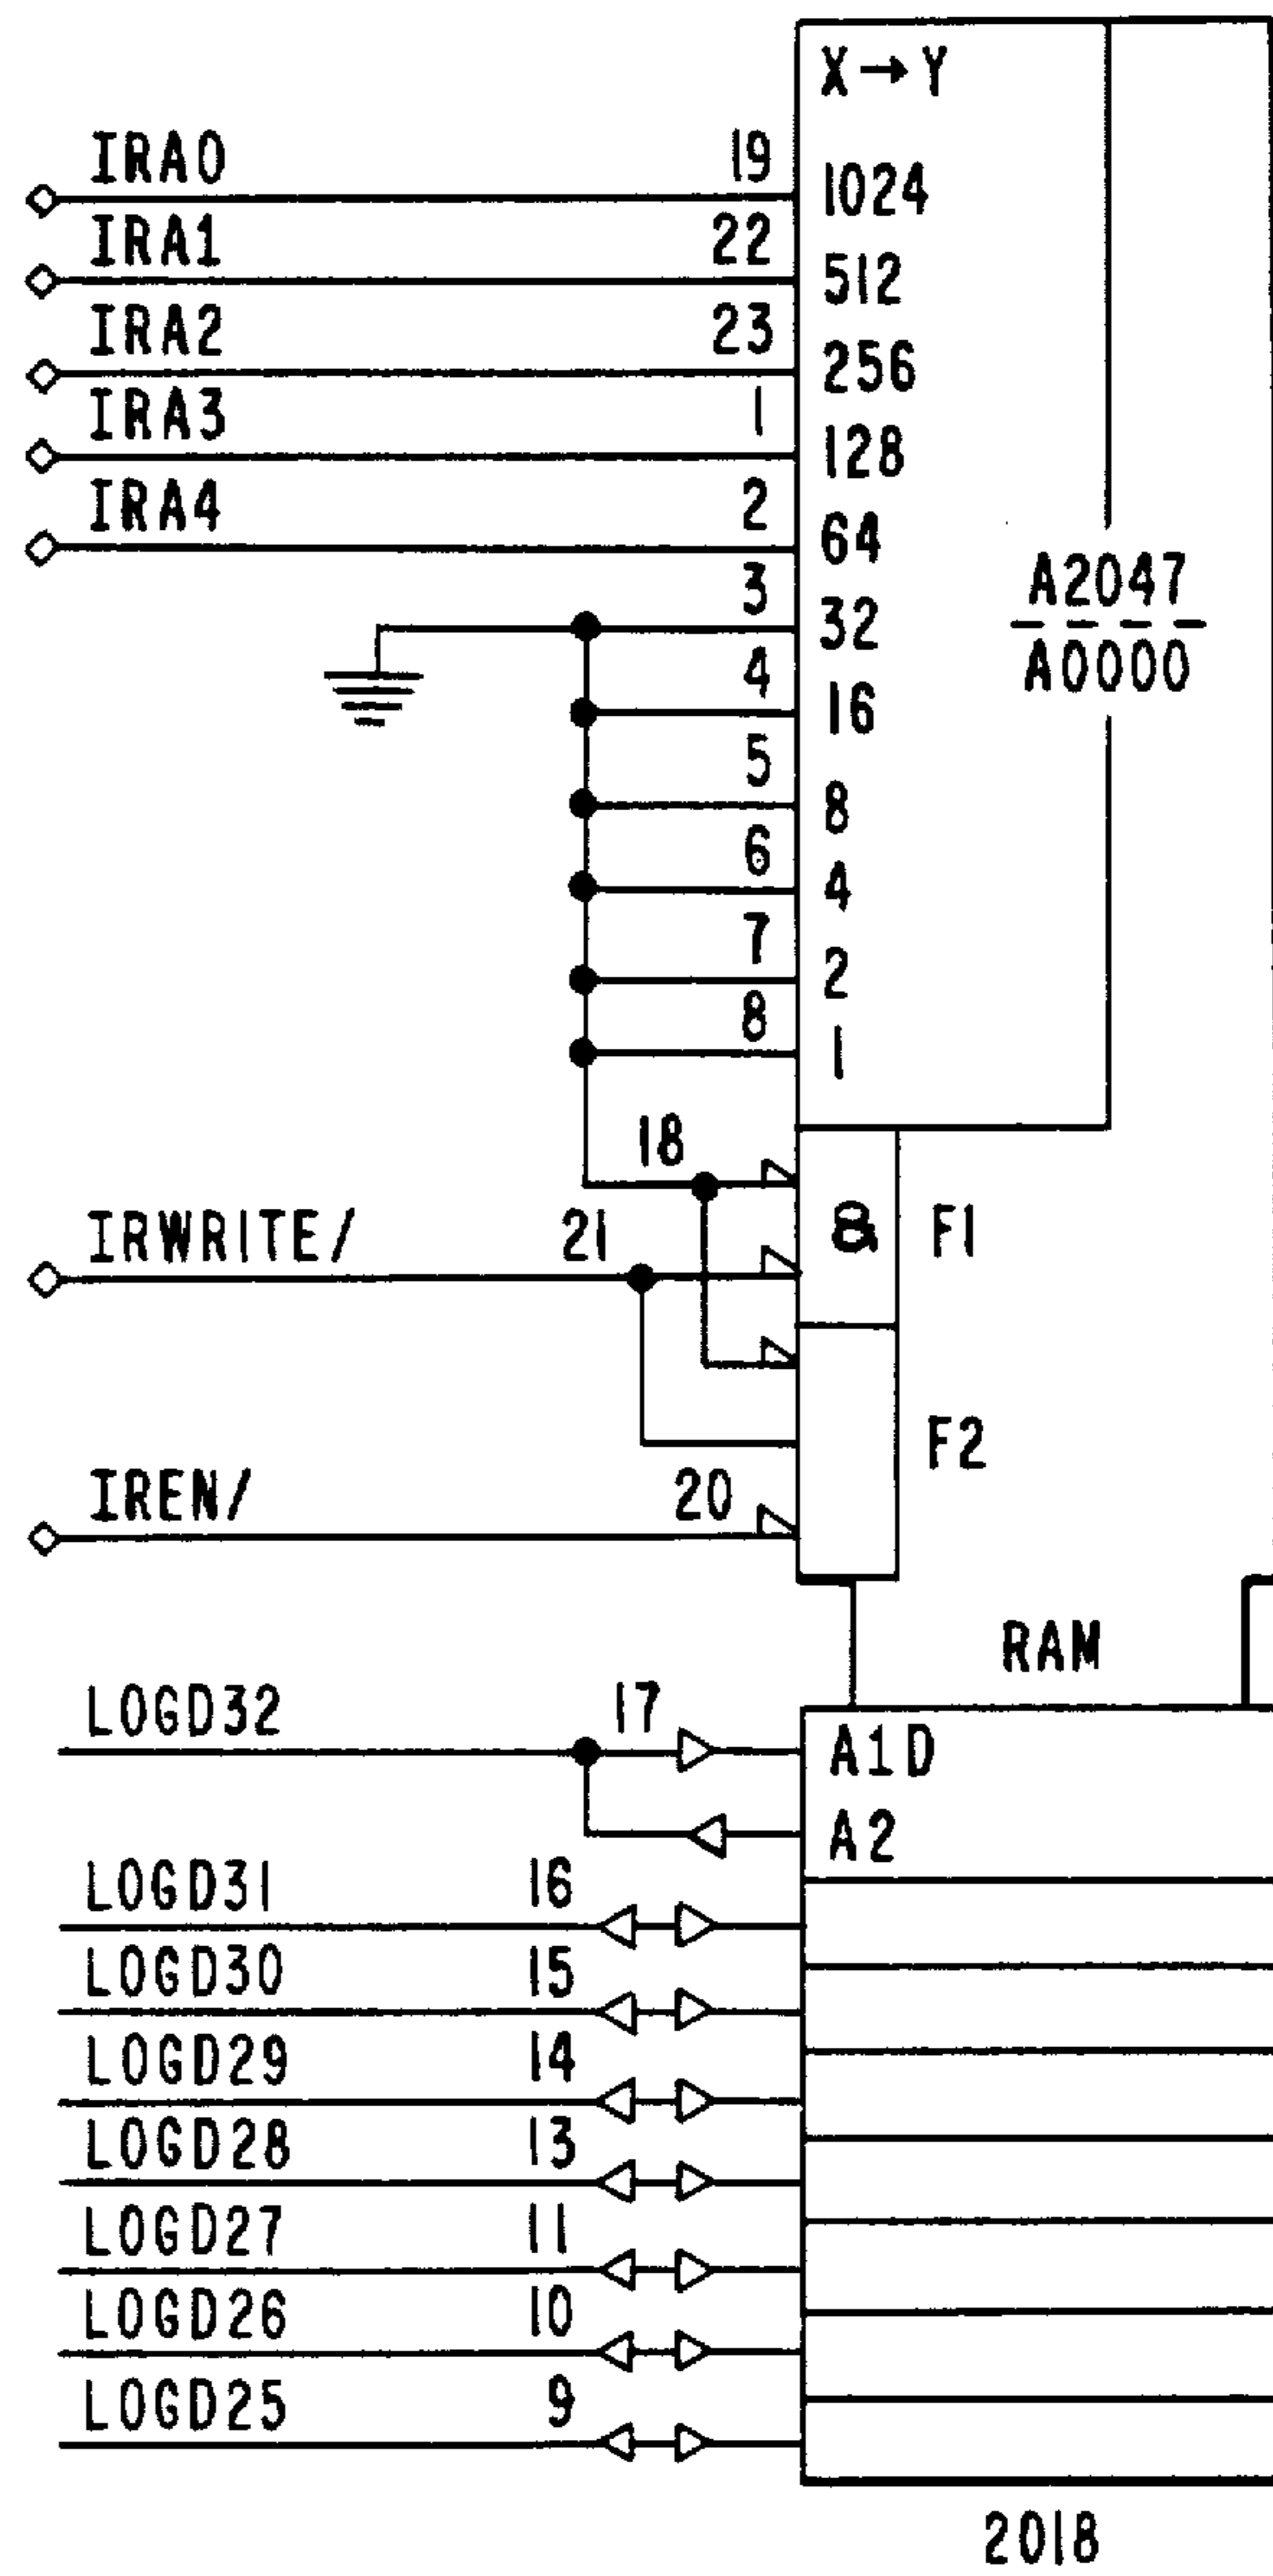 X→Y
IRA0 19 1024
IRA1 22 512
IRA2 23 256
IRA3 1 128
IRA4 2 64
A2047
A0000
3 32
4 16
5 8
6 4
7 2
8 1
18
IRWRITE/ 21 & F1
F2
IREN/ 20
RAM
LOGD32 17 A1D
A2
LOGD31 16
LOGD30 15
LOGD29 14
LOGD28 13
LOGD27 11
LOGD26 10
LOGD25 9
2018